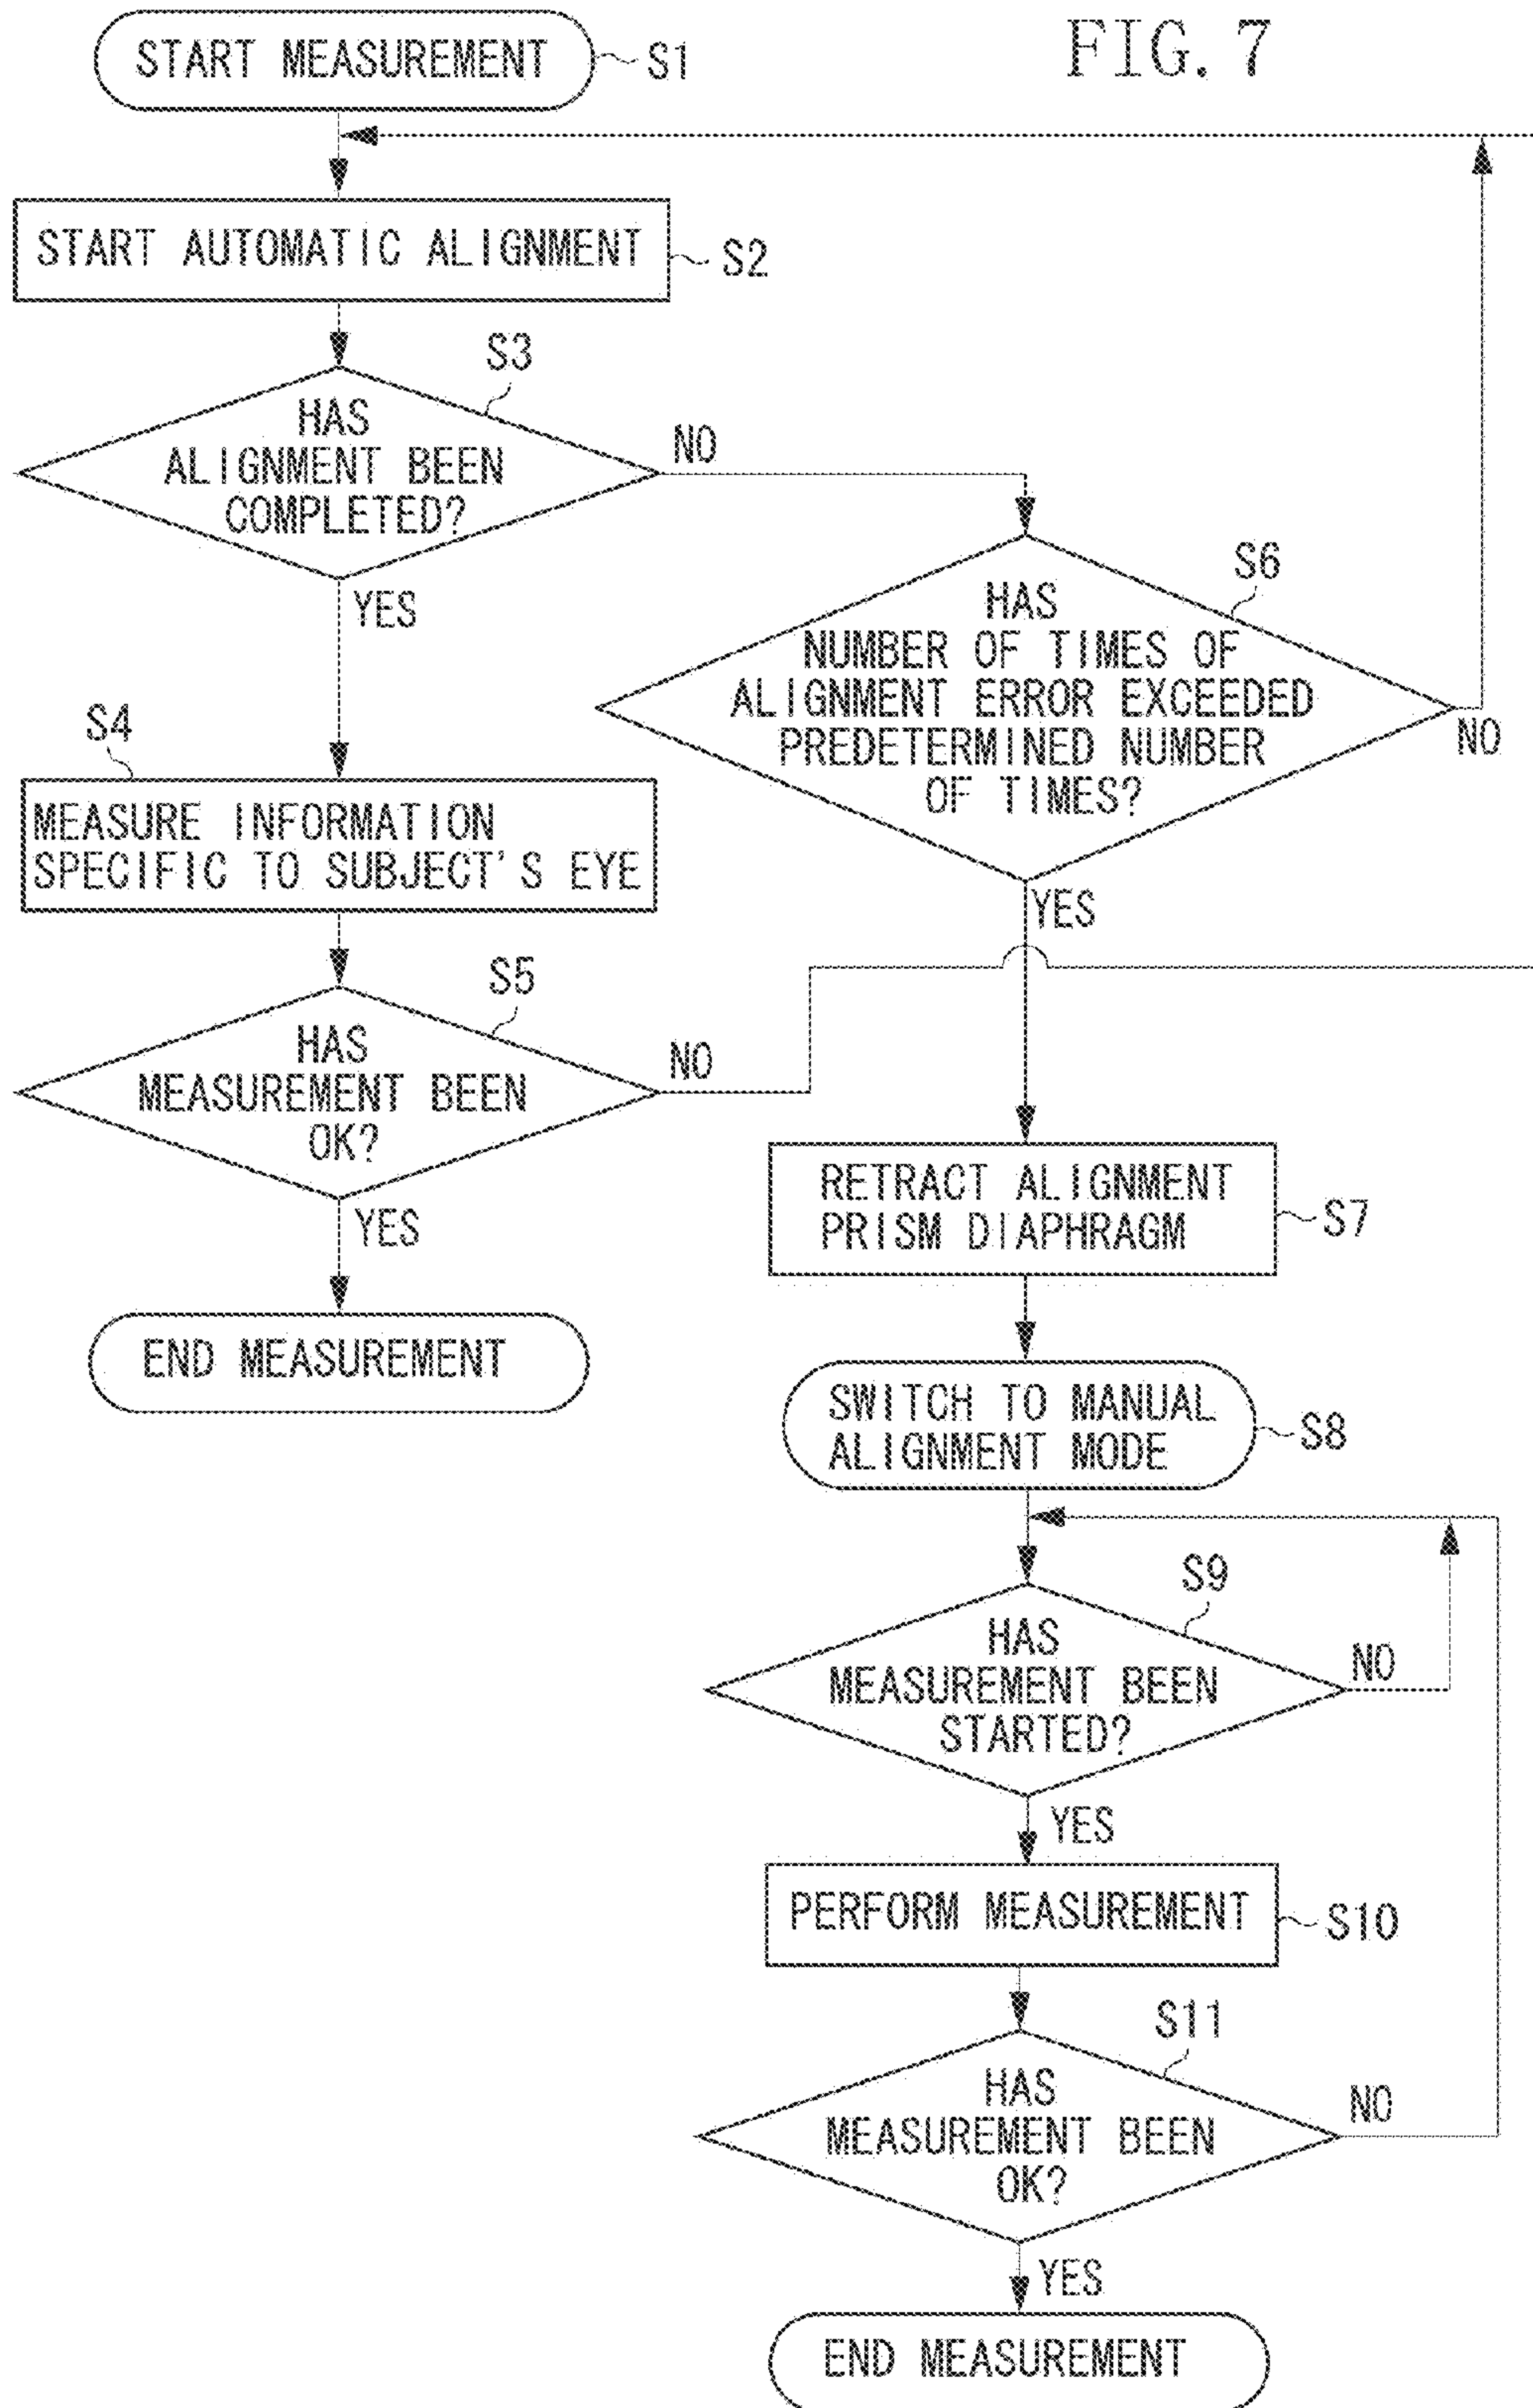 FIG. 7
START MEASUREMENT
S1
START AUTOMATIC ALIGNMENT
S2
S3
HAS
ALIGNMENT BEEN
COMPLETED?
NO
YES
S6
HAS
NUMBER OF TIMES OF
ALIGNMENT ERROR EXCEEDED
PREDETERMINED NUMBER
OF TIMES?
NO
YES
S4
MEASURE INFORMATION
SPECIFIC TO SUBJECT'S EYE
S5
HAS
MEASUREMENT BEEN
OK?
NO
YES
END MEASUREMENT
RETRACT ALIGNMENT
PRISM DIAPHRAGM
S7
SWITCH TO MANUAL
ALIGNMENT MODE
S8
S9
HAS
MEASUREMENT BEEN
STARTED?
NO
YES
PERFORM MEASUREMENT
S10
S11
HAS
MEASUREMENT BEEN
OK?
NO
YES
END MEASUREMENT